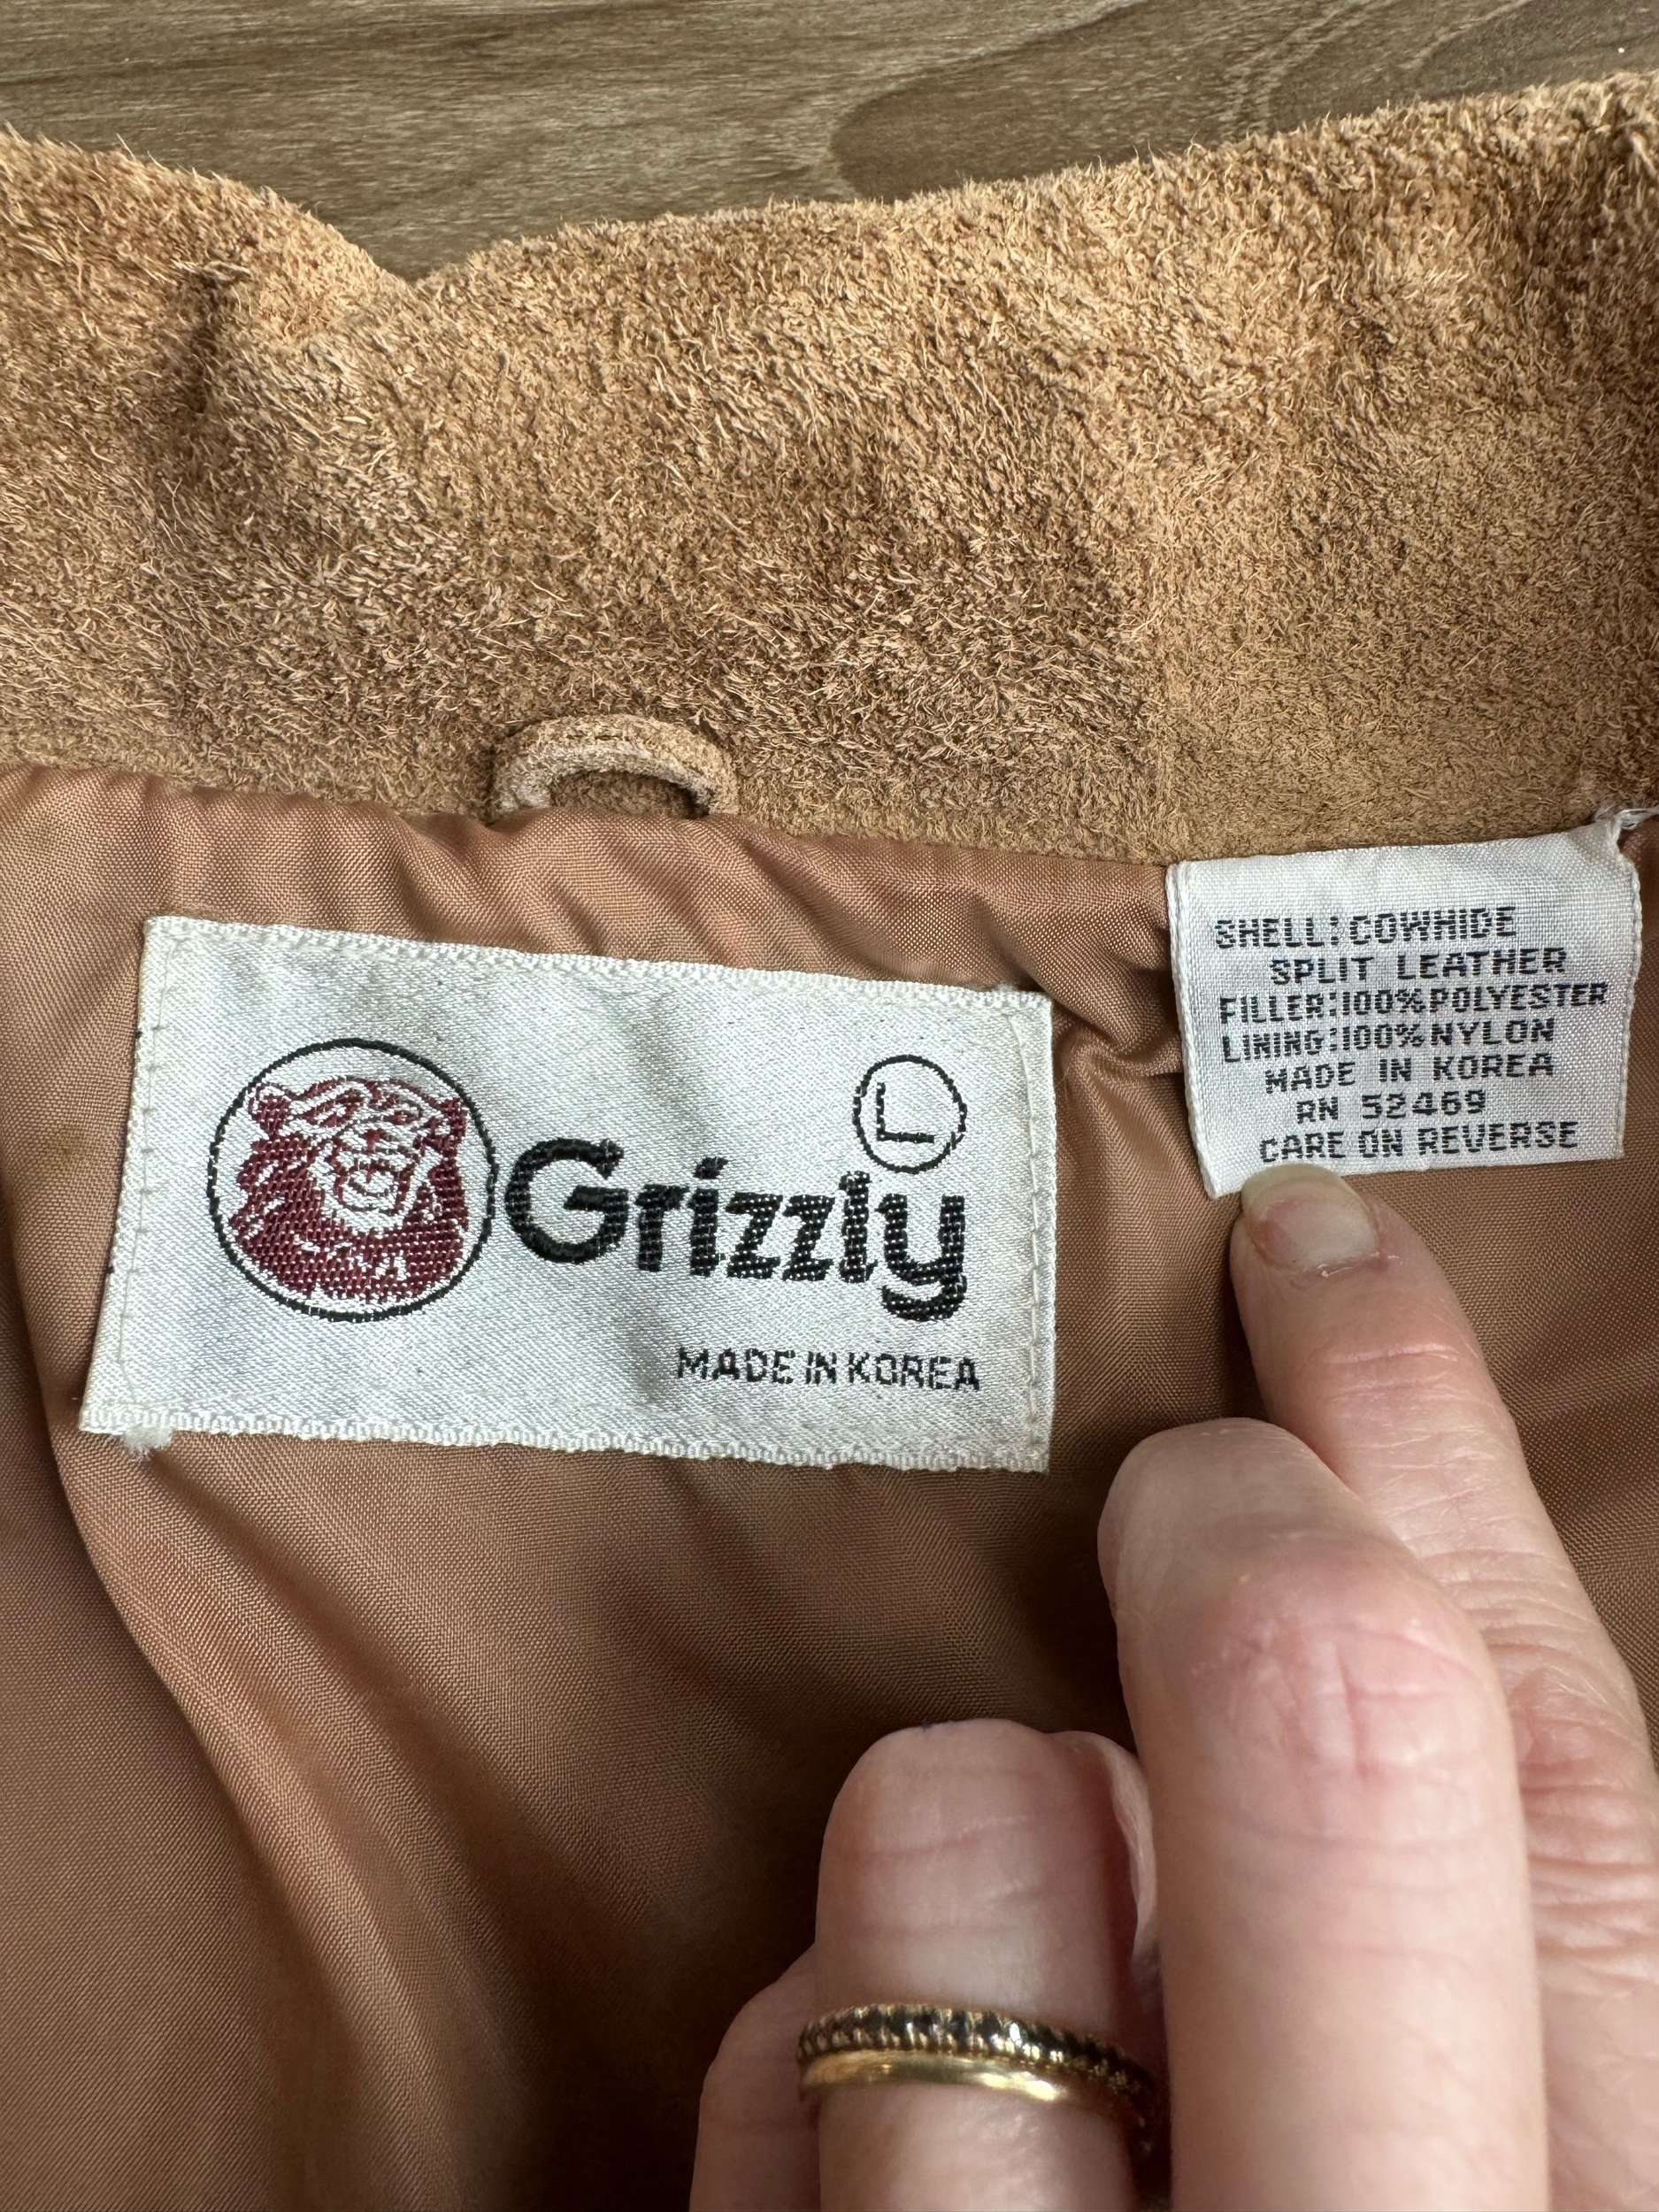 L
Grizzly
MADE IN KOREA
SHELL:COWHIDE
SPLIT LEATHER
FILLER:100%POLYESTER
LINING:100%NYLON
MADE IN KOREA
RN 52469
CARE ON REVERSE